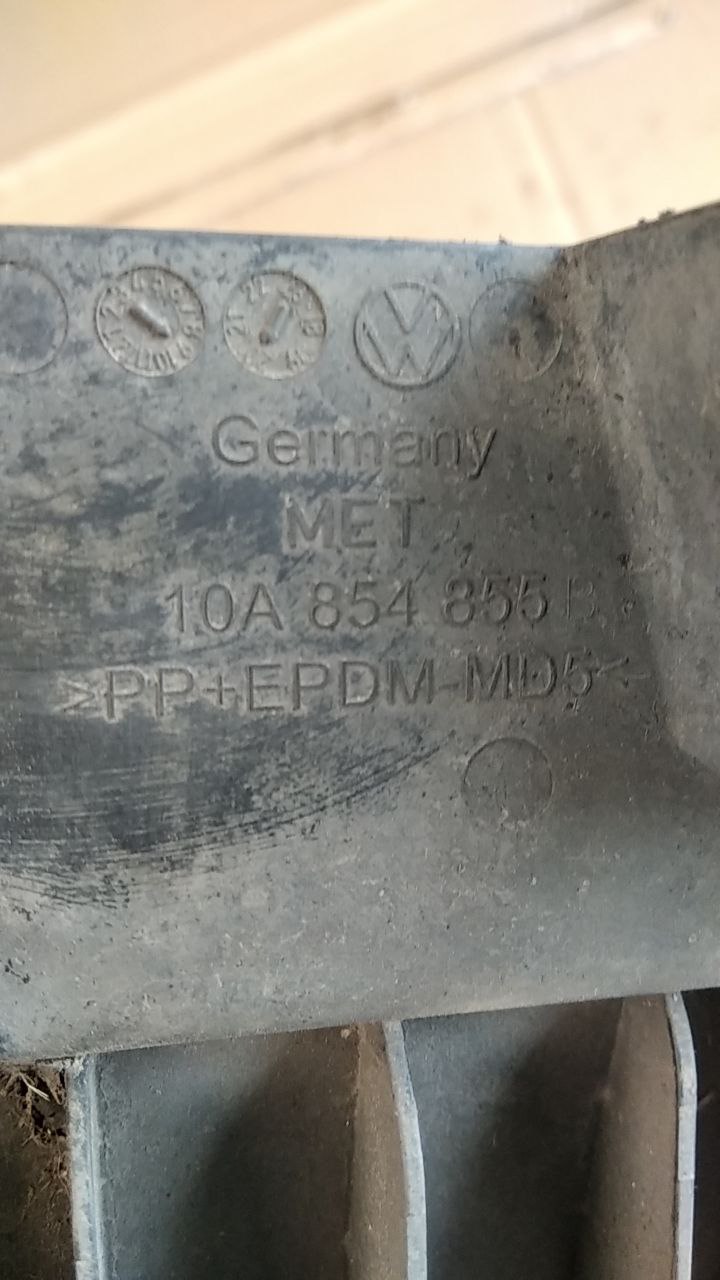 Germany
MET
10A 854 855 B
>PP+EPDM-MD5<